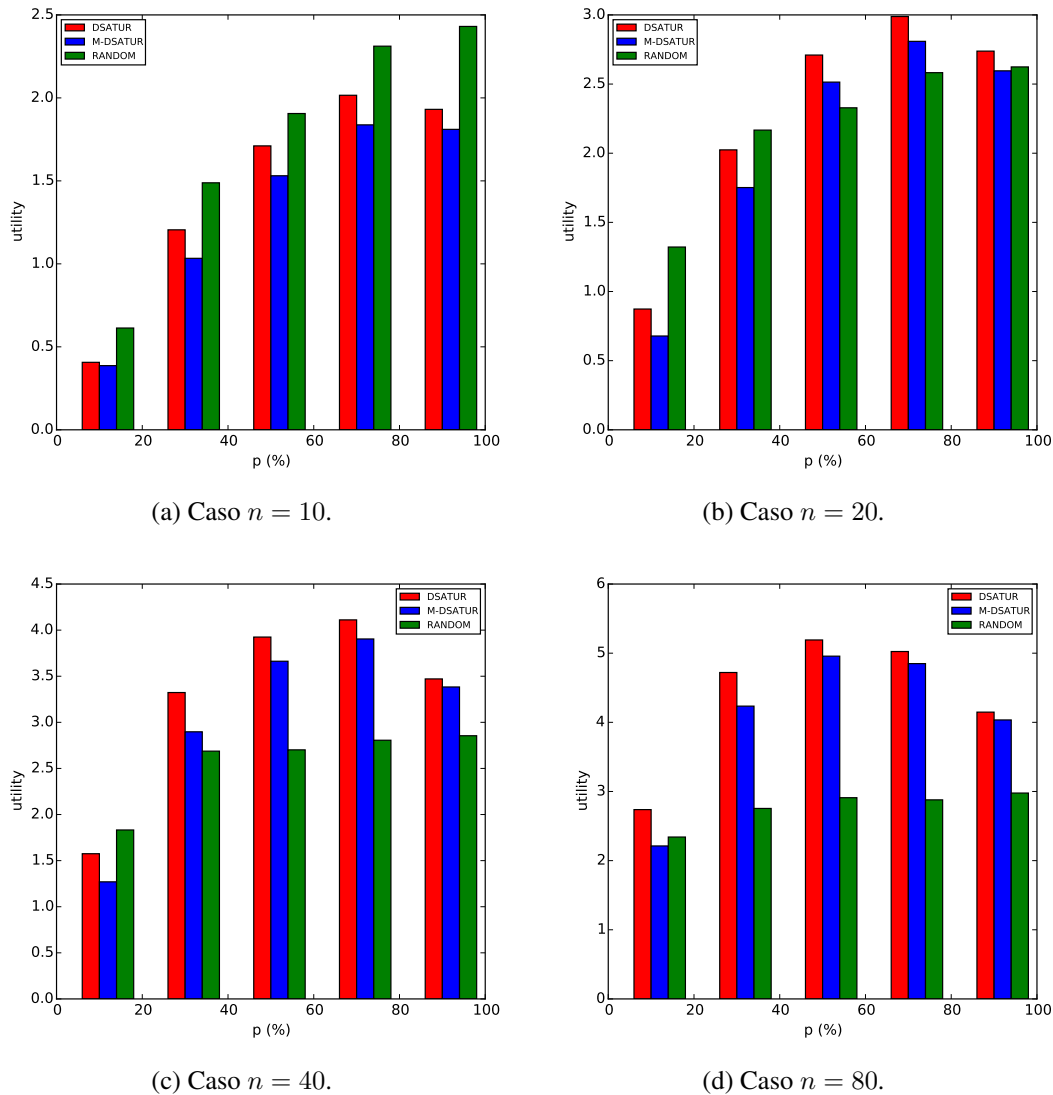 2.5
2.0
1.5
1.0
0.5
0.0
utility
DSATUR
M-DSATUR
RANDOM
0 20 40 60 80 100
p (%)
(a) Caso n = 10.
3.0
2.5
2.0
1.5
1.0
0.5
0.0
utility
DSATUR
M-DSATUR
RANDOM
0 20 40 60 80 100
p (%)
(b) Caso n = 20.
4.5
4.0
3.5
3.0
2.5
2.0
1.5
1.0
0.5
0.0
utility
DSATUR
M-DSATUR
RANDOM
0 20 40 60 80 100
p (%)
(c) Caso n = 40.
6
5
4
3
2
1
0
utility
DSATUR
M-DSATUR
RANDOM
0 20 40 60 80 100
p (%)
(d) Caso n = 80.